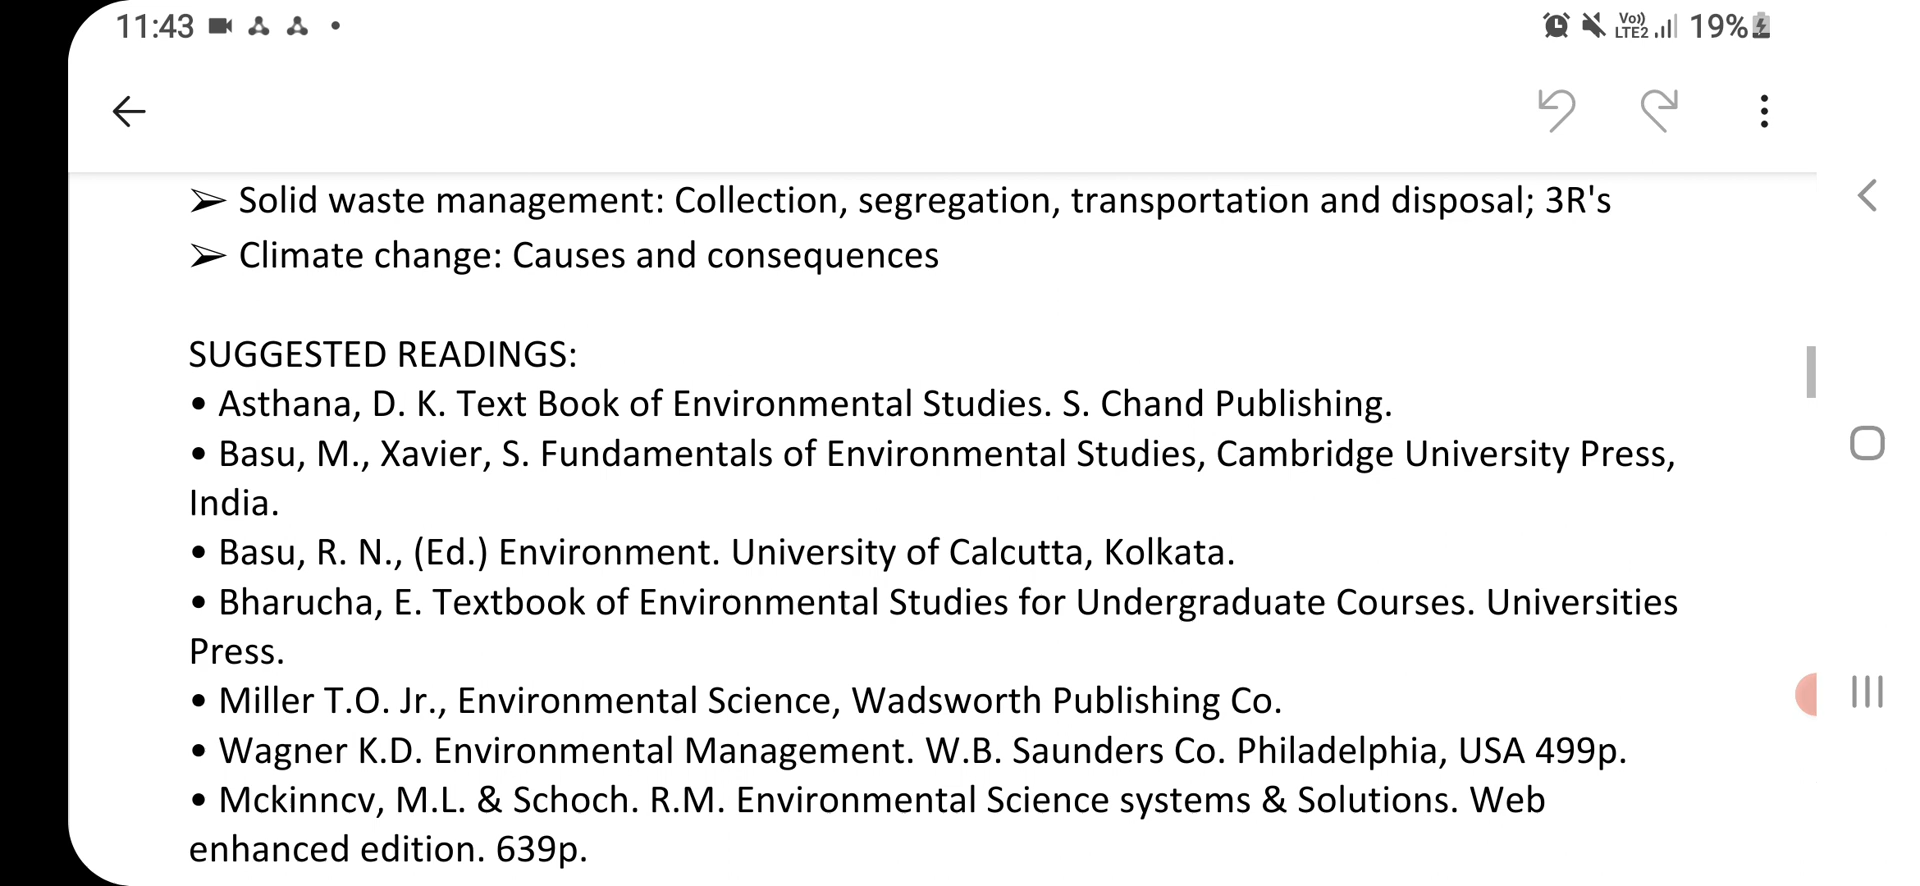 11:43
Vo))
LTE2
19%
➢ Solid waste management: Collection, segregation, transportation and disposal; 3R's
➢ Climate change: Causes and consequences
SUGGESTED READINGS:
• Asthana, D. K. Text Book of Environmental Studies. S. Chand Publishing.
• Basu, M., Xavier, S. Fundamentals of Environmental Studies, Cambridge University Press,
India.
• Basu, R. N., (Ed.) Environment. University of Calcutta, Kolkata.
• Bharucha, E. Textbook of Environmental Studies for Undergraduate Courses. Universities
Press.
• Miller T.O. Jr., Environmental Science, Wadsworth Publishing Co.
• Wagner K.D. Environmental Management. W.B. Saunders Co. Philadelphia, USA 499p.
• Mckinncv, M.L. & Schoch. R.M. Environmental Science systems & Solutions. Web
enhanced edition. 639p.